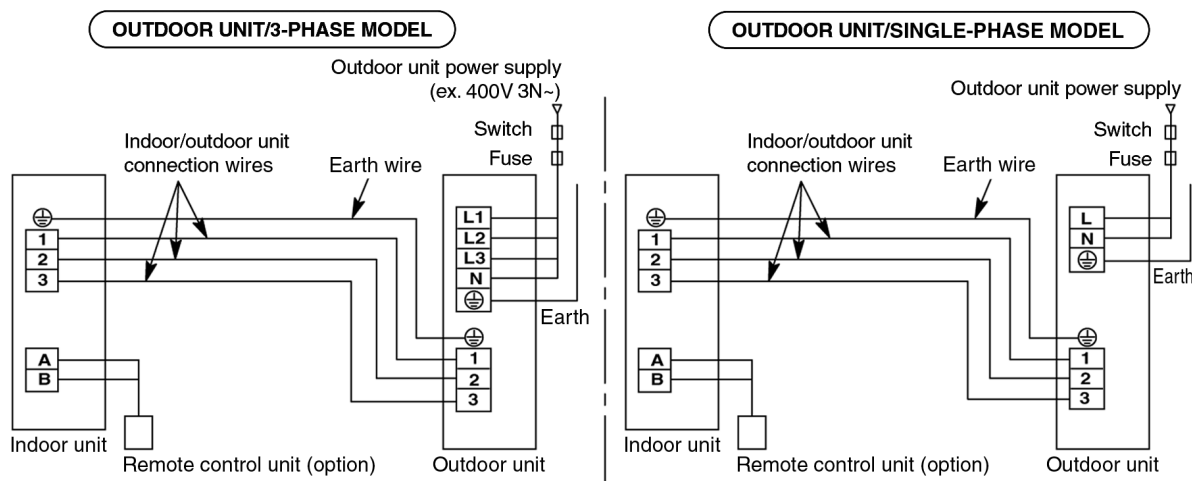 OUTDOOR UNIT/3-PHASE MODEL
Outdoor unit power supply
(ex. 400V 3N~)
Switch
Fuse
Indoor/outdoor unit
connection wires
Earth wire
1
2
3
A
B
L1
L2
L3
N
Earth
1
2
3
Indoor unit
Remote control unit (option)
Outdoor unit
OUTDOOR UNIT/SINGLE-PHASE MODEL
Outdoor unit power supply
Switch
Fuse
Indoor/outdoor unit
connection wires
Earth wire
1
2
3
A
B
L
N
Earth
1
2
3
Indoor unit
Remote control unit (option)
Outdoor unit